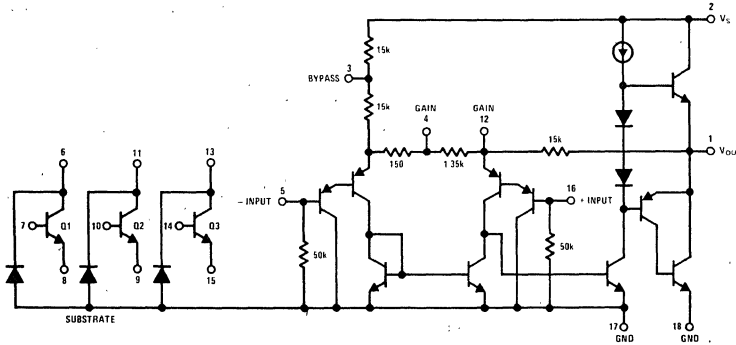 2
Vs
15k
3
BYPASS
15k
GAIN
4
GAIN
12
6
11
13
150
1 35k
15k
1
VOU
5
- INPUT
16
+ INPUT
7
Q1
10
Q2
14
Q3
50k
50k
8
9
15
SUBSTRATE
17
GND
18
GND